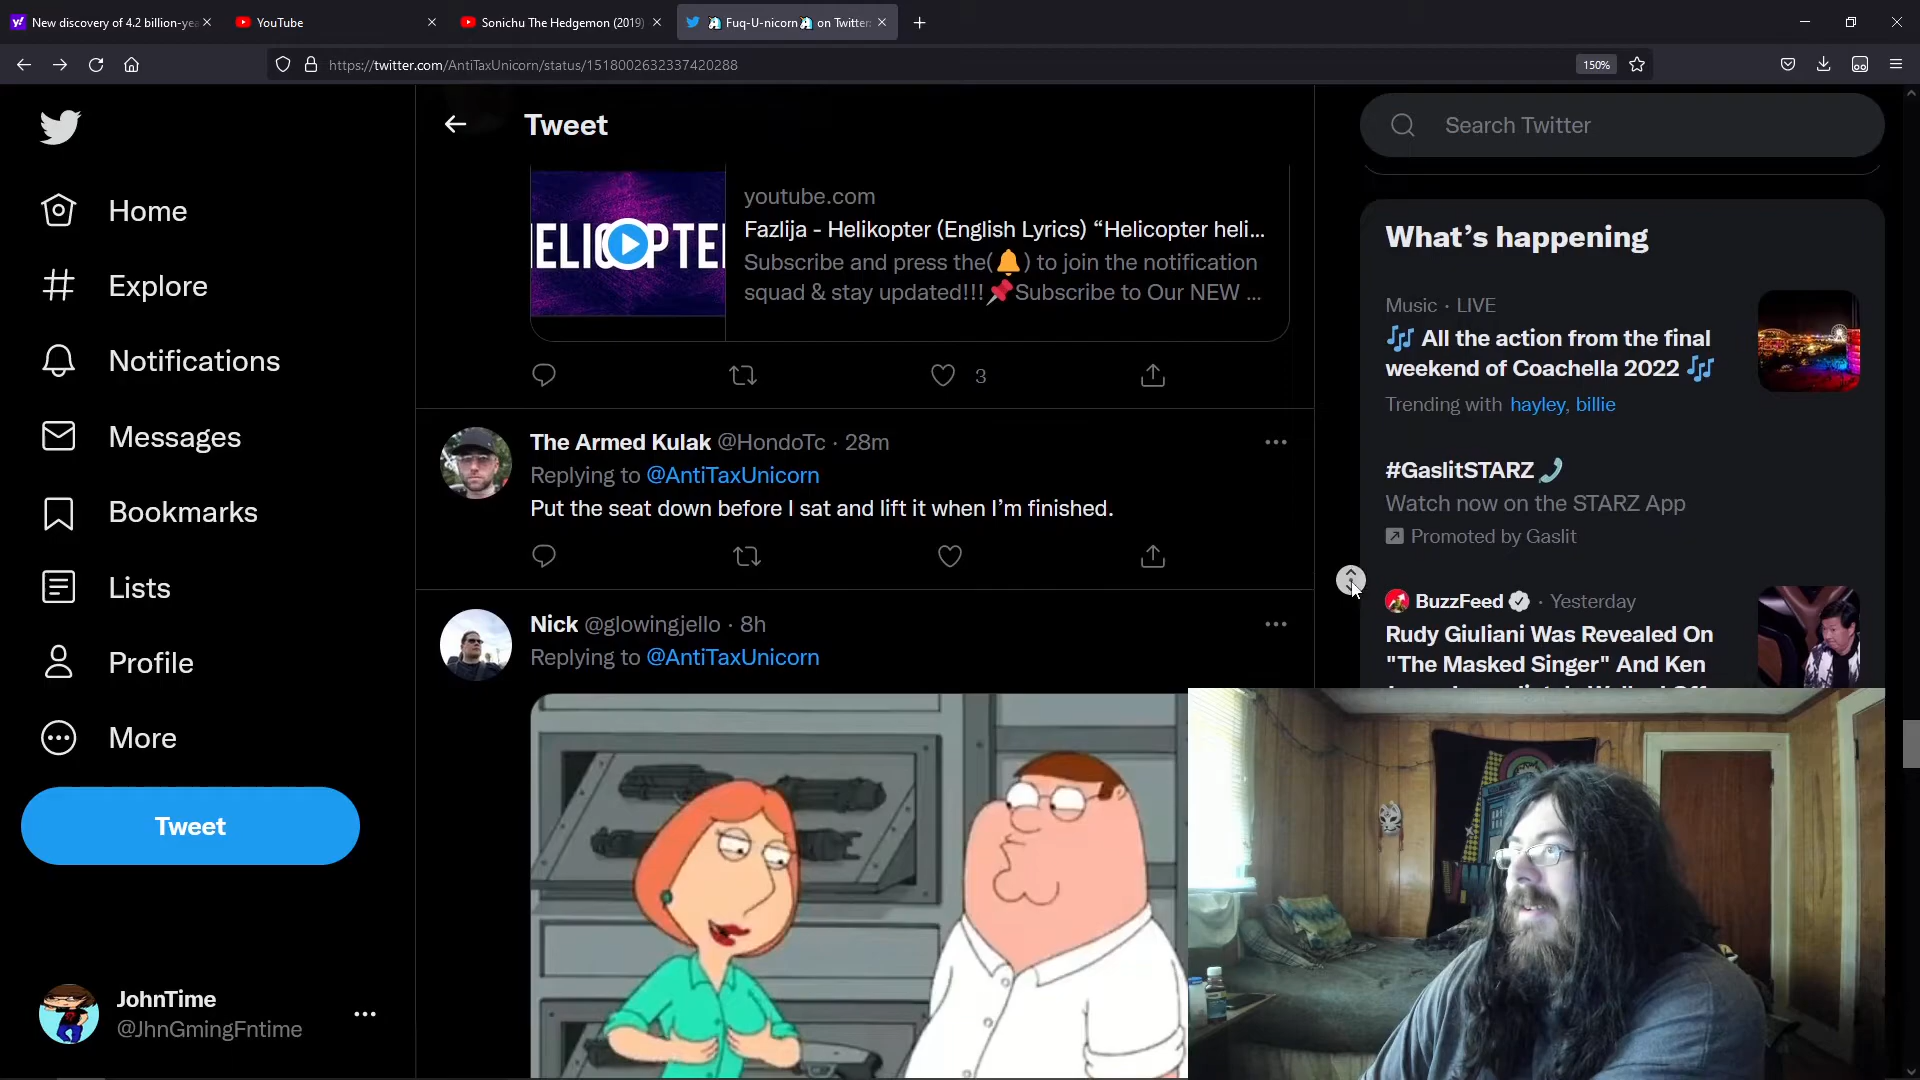 New discovery of 4.2 billion-yea
YouTube
Sonichu The Hedgemon (2019)
🦄 Fuq-U-nicorn🦄 on Twitter:
https://twitter.com/AntiTaxUnicorn/status/1518002632337420288
150%
Tweet
Search Twitter
Home
Explore
Notifications
Messages
Bookmarks
Lists
Profile
More
Tweet
JohnTime
@JhnGmingFntime
HELICOPTER
youtube.com
Fazlija - Helikopter (English Lyrics) “Helicopter heli...
Subscribe and press the(🔔) to join the notification
squad & stay updated!!!📌Subscribe to Our NEW ...
3
The Armed Kulak @HondoTc · 28m
Replying to @AntiTaxUnicorn
Put the seat down before I sat and lift it when I’m finished.
Nick @glowingjello · 8h
Replying to @AntiTaxUnicorn
What’s happening
Music · LIVE
🎶 All the action from the final
weekend of Coachella 2022 🎶
Trending with hayley, billie
#GaslitSTARZ
Watch now on the STARZ App
Promoted by Gaslit
BuzzFeed · Yesterday
Rudy Giuliani Was Revealed On
"The Masked Singer" And Ken